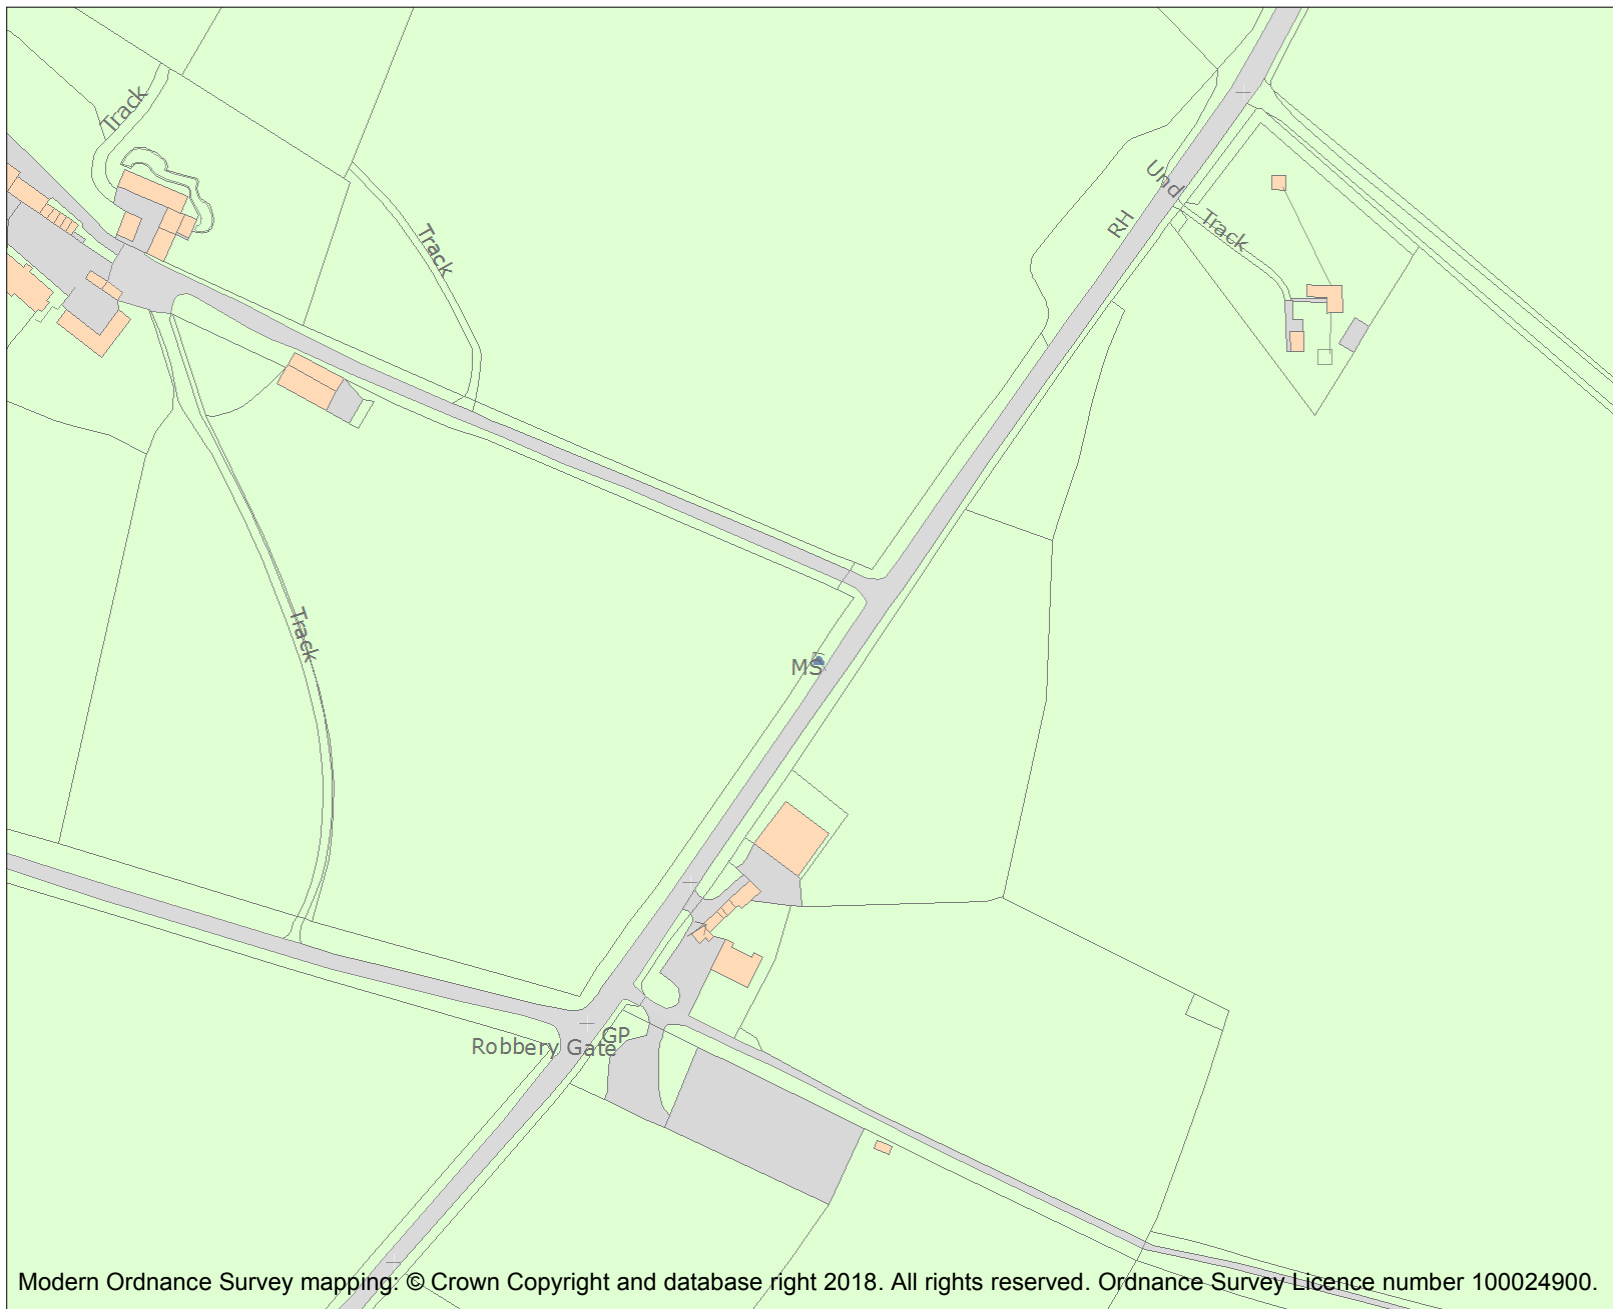 Track
Und
RH
Track
Track
Track
MS
GP
Robbery Gate
Modern Ordnance Survey mapping: © Crown Copyright and database right 2018. All rights reserved. Ordnance Survey Licence number 100024900.